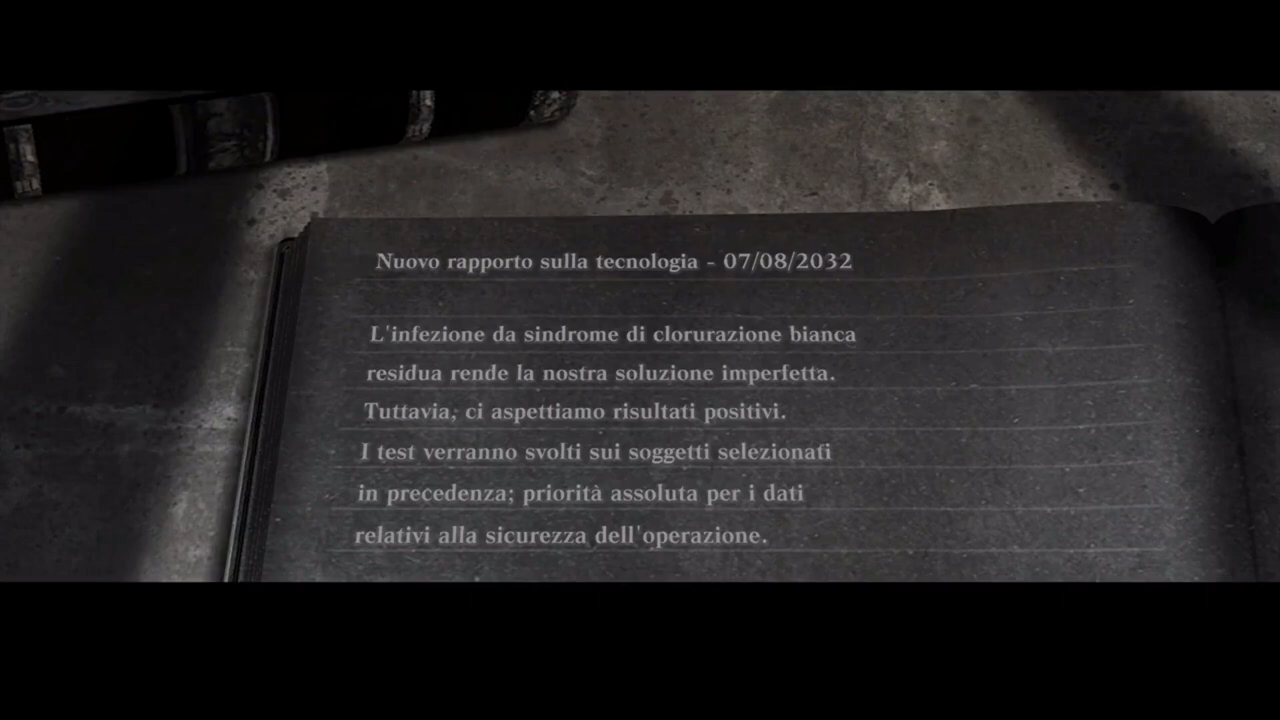 Nuovo rapporto sulla tecnologia - 07/08/2032
L'infezione da sindrome di clorurazione bianca
residua rende la nostra soluzione imperfetta.
Tuttavia, ci aspettiamo risultati positivi.
I test verranno svolti sui soggetti selezionati
in precedenza; priorità assoluta per i dati
relativi alla sicurezza dell'operazione.